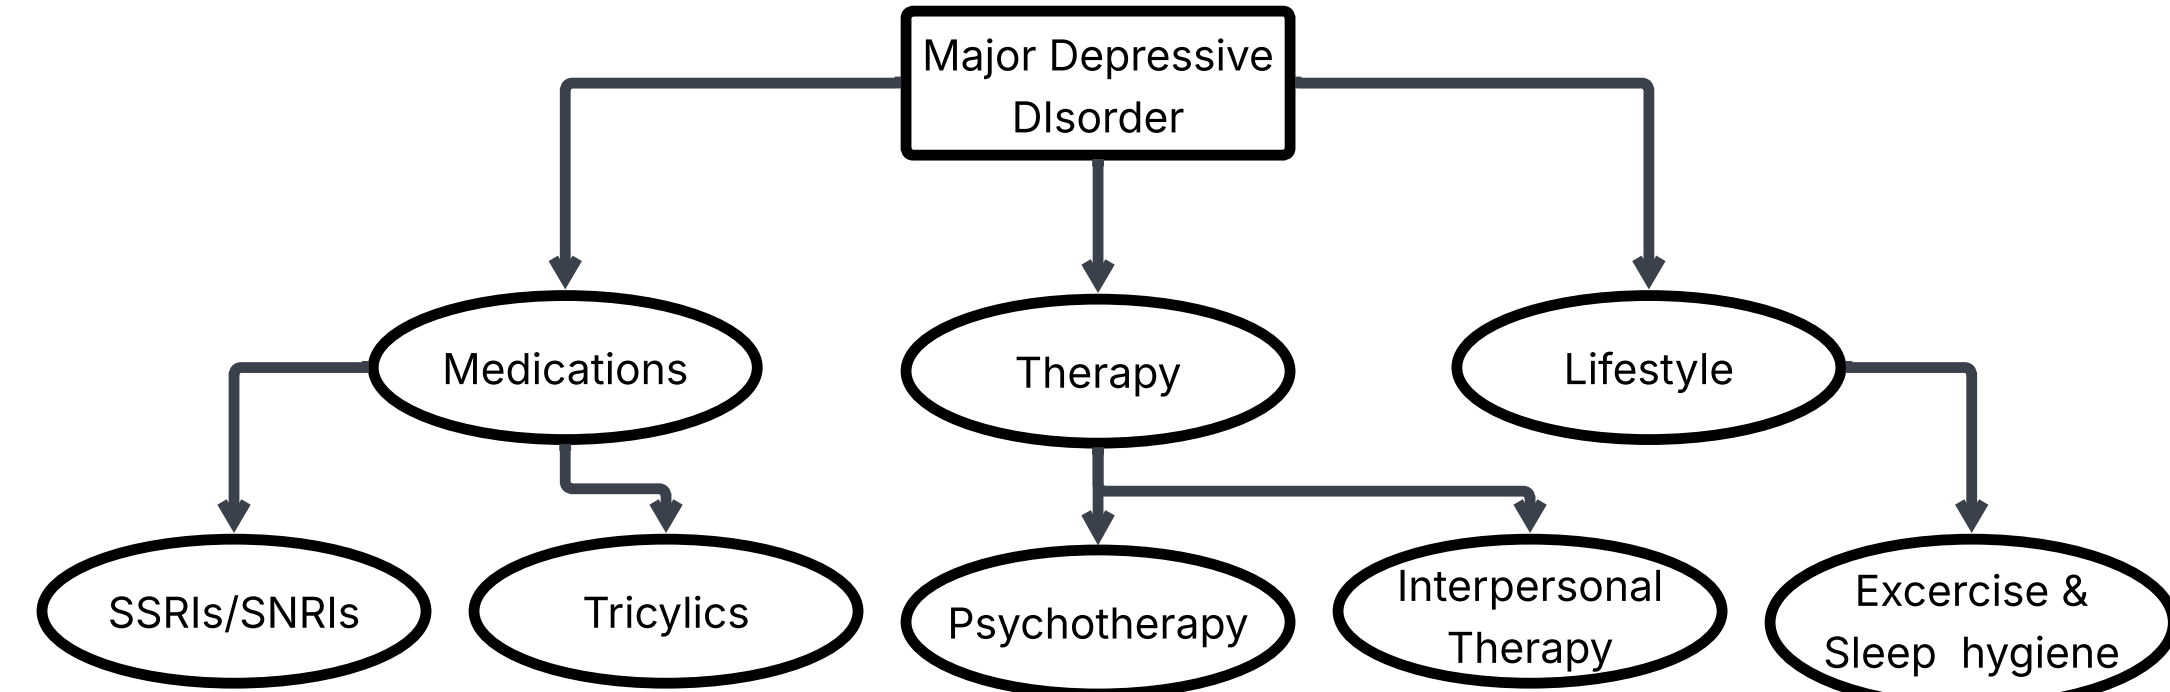 Major Depressive
DIsorder
Medications
Therapy
Lifestyle
SSRIs/SNRIs
Tricylics
Psychotherapy
Interpersonal
Therapy
Excercise &
Sleep  hygiene